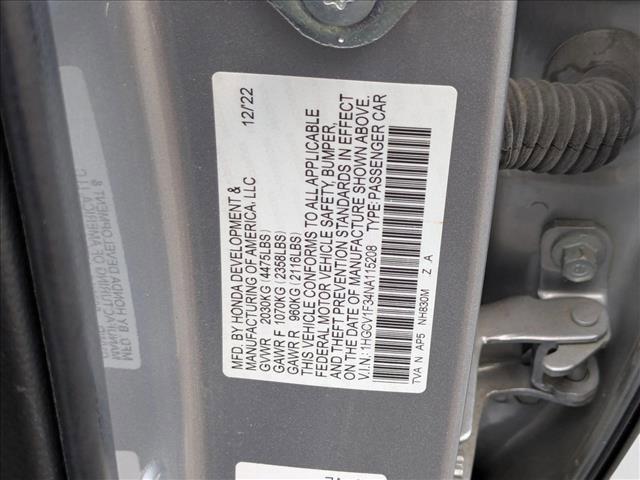 MFD. BY HONDA DEVELOPMENT & 12/22
MANUFACTURING OF AMERICA, LLC
GVWR 2030KG (4475LBS)
GAWR F 1070KG (2358LBS)
GAWR R 960KG (2116LBS)
THIS VEHICLE CONFORMS TO ALL APPLICABLE
FEDERAL MOTOR VEHICLE SAFETY, BUMPER,
AND THEFT PREVENTION STANDARDS IN EFFECT
ON THE DATE OF MANUFACTURE SHOWN ABOVE.
V.I.N.: 1HGCV1F34NA115208 TYPE: PASSENGER CAR
TVA N AP5 NH830M Z A